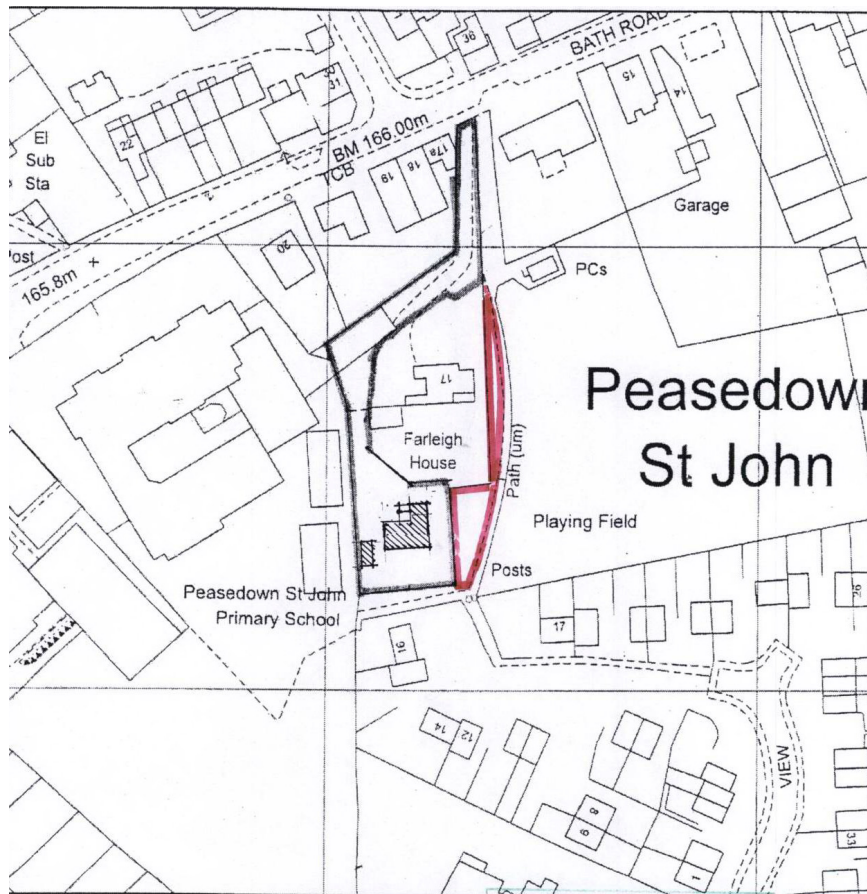 36
BATH ROAD
30
31
15
14
22
El
Sub
Sta
BM 166.00m
TCB
17a
18
19
Garage
20
ost
165.8m
PCs
Peasedown
St John
17
Farleigh
House
Path (um)
Playing Field
Posts
Peasedown St John
Primary School
17
26
16
14
12
VIEW
8
1
33